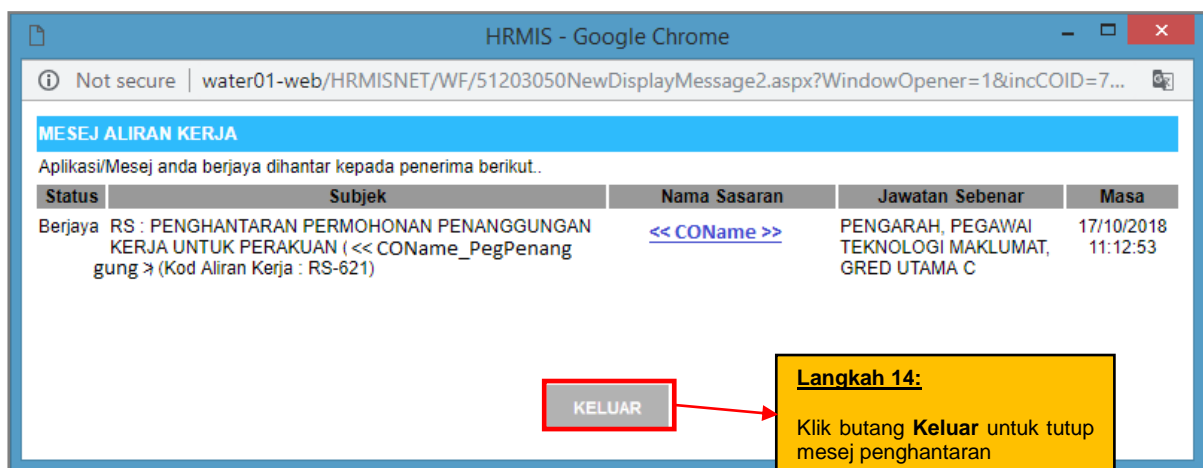 HRMIS - Google Chrome
Not secure | water01-web/HRMISNET/WF/51203050NewDisplayMessage2.aspx?WindowOpener=1&incCOID=7...
MESEJ ALIRAN KERJA
Aplikasi/Mesej anda berjaya dihantar kepada penerima berikut..
Status Subjek Nama Sasaran Jawatan Sebenar Masa
Berjaya RS : PENGHANTARAN PERMOHONAN PENANGGUNGAN << COName >> PENGARAH, PEGAWAI 17/10/2018
KERJA UNTUK PERAKUAN ( << COName_PegPenang TEKNOLOGI MAKLUMAT, 11:12:53
gung > (Kod Aliran Kerja : RS-621) GRED UTAMA C
KELUAR
Langkah 14:
Klik butang Keluar untuk tutup
mesej penghantaran